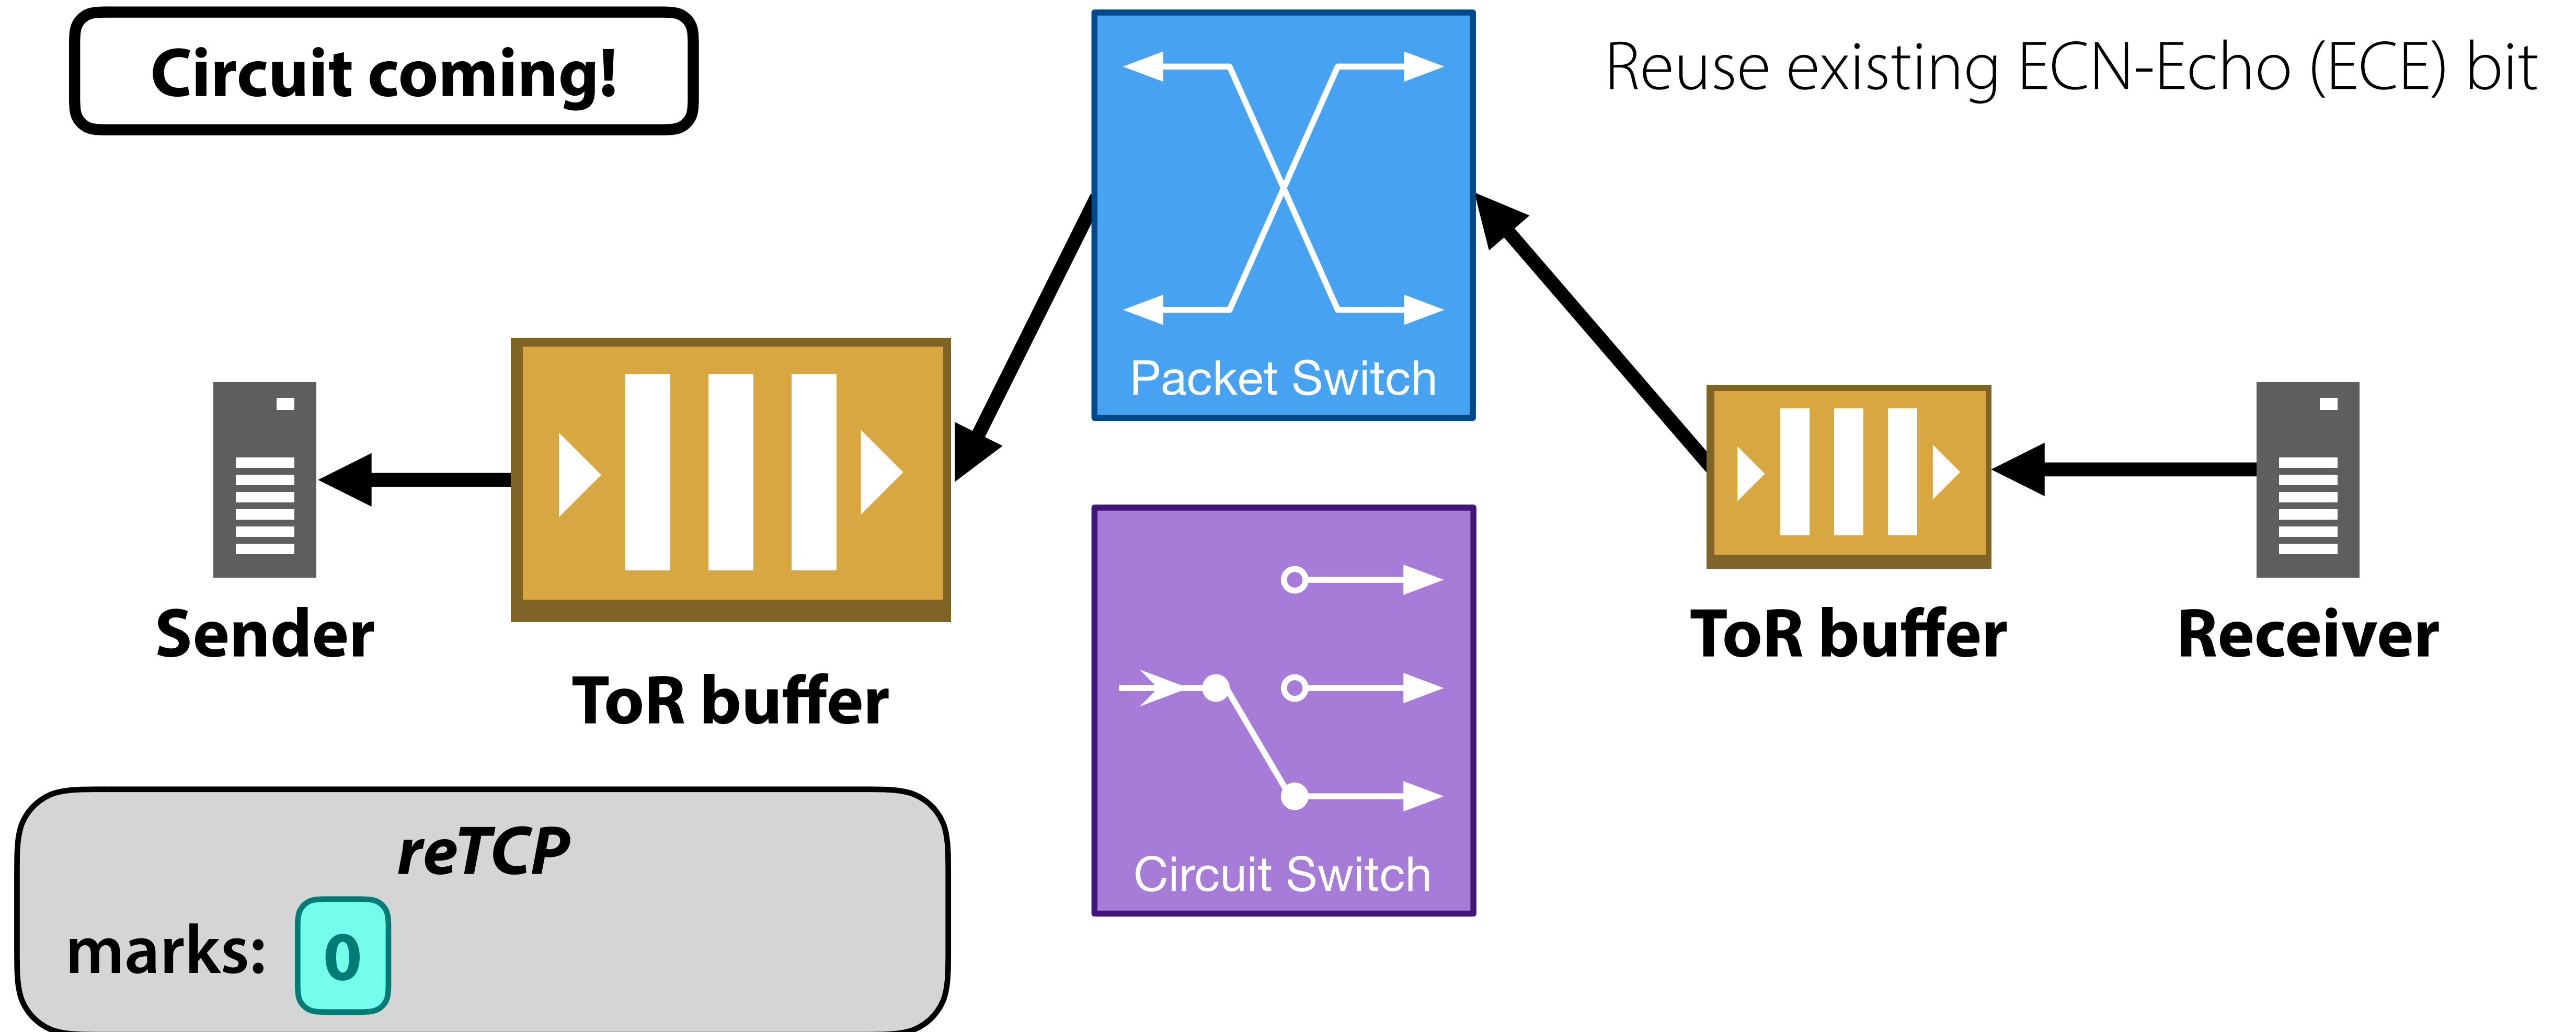 Circuit coming!
Reuse existing ECN-Echo (ECE) bit
Packet Switch
Sender
ToR buffer
ToR buffer
Receiver
Circuit Switch
reTCP
marks: 0